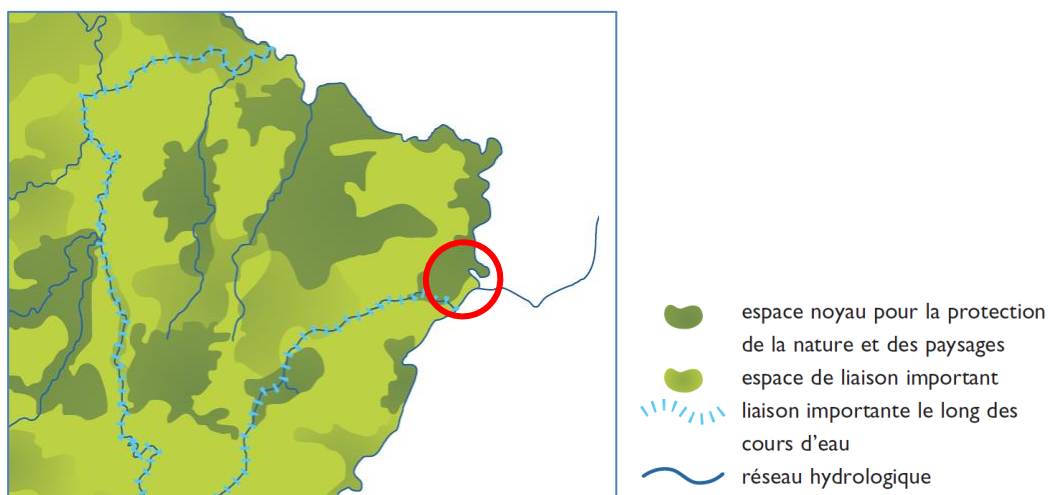 espace noyau pour la protection
de la nature et des paysages
espace de liaison important
liaison importante le long des
cours d'eau
réseau hydrologique